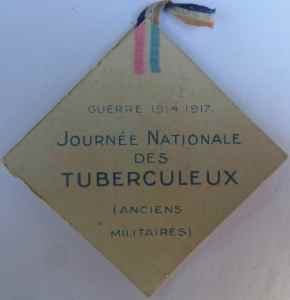 GUERRE 1914-1917.
JOURNÉE NATIONALE
DES
TUBERCULEUX
(ANCIENS
MILITAIRES)